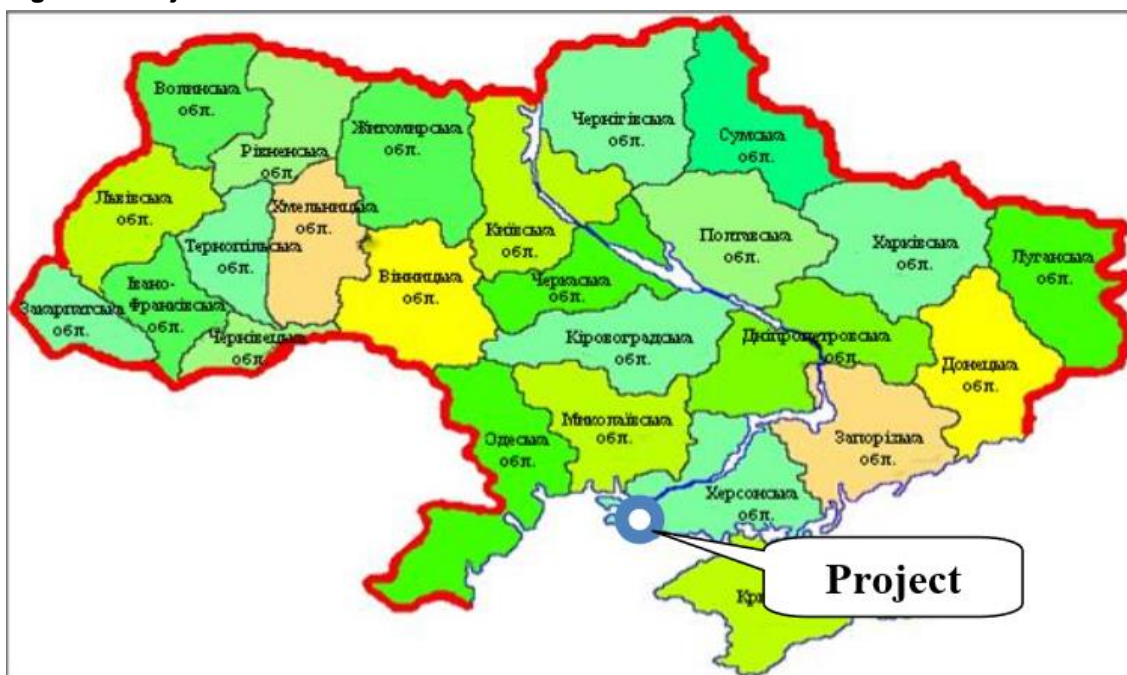 Волинська
обл.
Рівненська
обл.
Житомирська
обл.
Чернігівська
обл.
Сумська
обл.
Львівська
обл.
Тернопільська
обл.
Хмельницька
обл.
Київська
обл.
Полтавська
обл.
Харківська
обл.
Луганська
обл.
Закарпатська
обл.
Івано-
Франківська
обл.
Чернівецька
обл.
Вінницька
обл.
Черкаська
обл.
Кіровоградська
обл.
Дніпропетровська
обл.
Донецька
обл.
Одеська
обл.
Миколаївська
обл.
Запорізька
обл.
Херсонська
обл.
Project